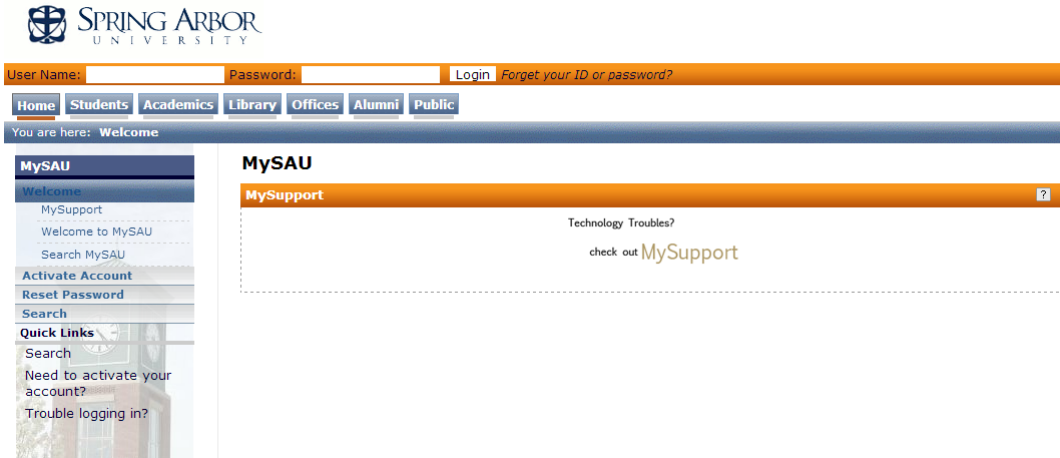 SPRING ARBOR
UNIVERSITY
User Name: Password: Login Forget your ID or password?
Home Students Academics Library Offices Alumni Public
You are here: Welcome
MySAU
Welcome
MySupport
Welcome to MySAU
Search MySAU
Activate Account
Reset Password
Search
Quick Links
Search
Need to activate your
account?
Trouble logging in?
MySAU
MySupport ?
Technology Troubles?
check out MySupport